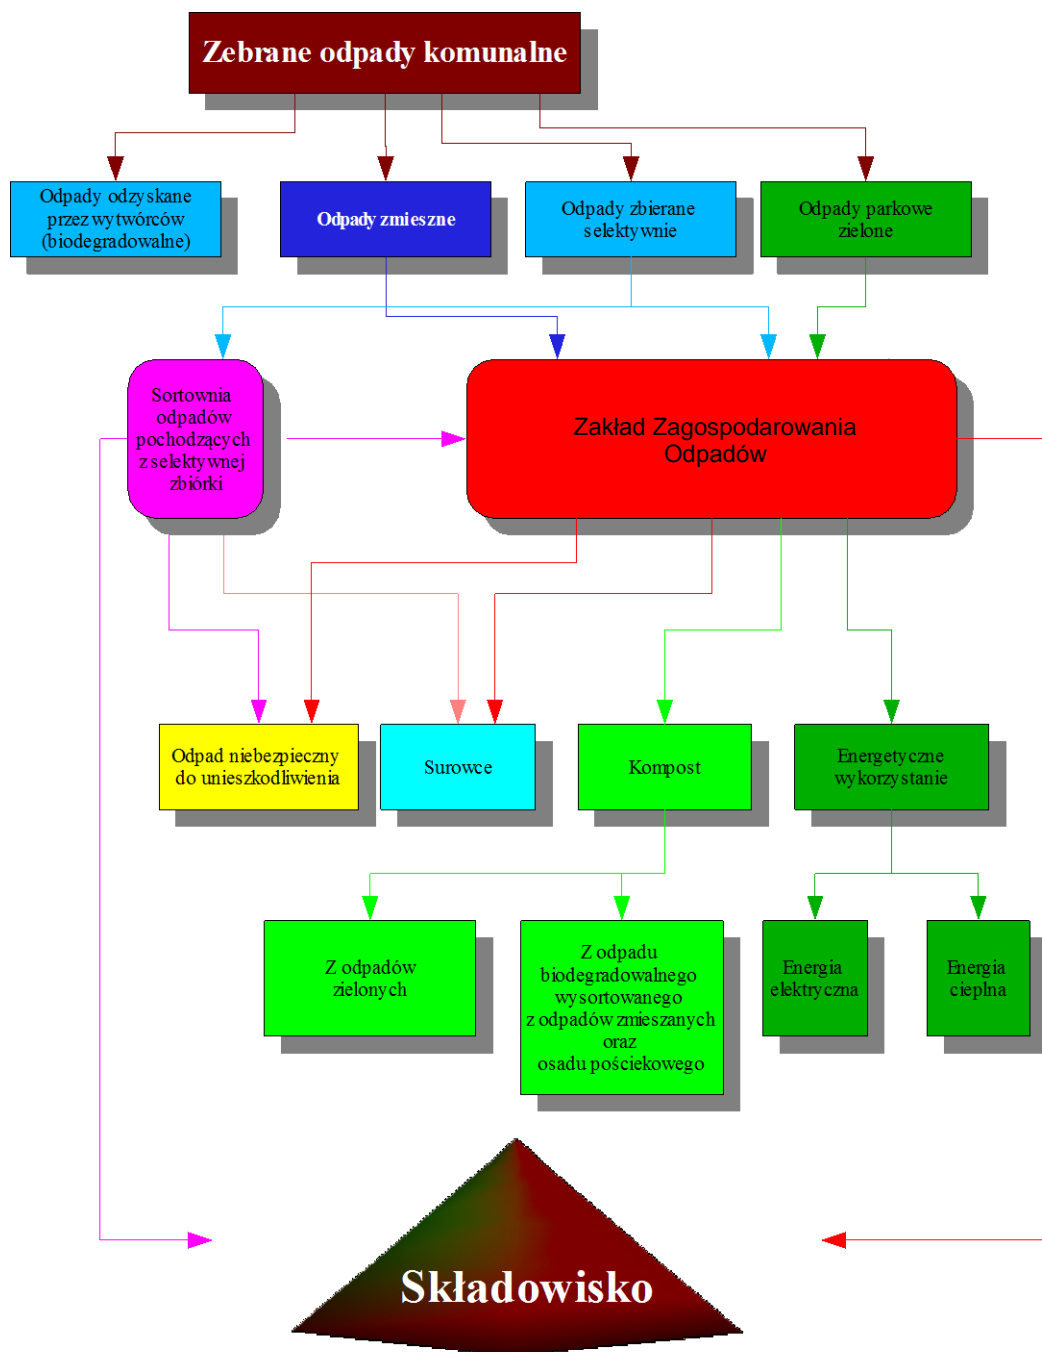 Zebrane odpady komunalne
Odpady odzyskane
przez wytwórców
(biodegradowalne)
Odpady zmieszne
Odpady zbierane
selektywnie
Odpady parkowe
zielone
Sortownia
odpadów
pochodzących
z selektywnej
zbiórki
Zakład Zagospodarowania
Odpadów
Odpad niebezpieczny
do unieszkodliwienia
Surowce
Kompost
Energetyczne
wykorzystanie
Z odpadów
zielonych
Z odpadu
biodegradowalnego
wysortowanego
z odpadów zmieszanych
oraz
osadu pościekowego
Energia
elektryczna
Energia
cieplna
Składowisko